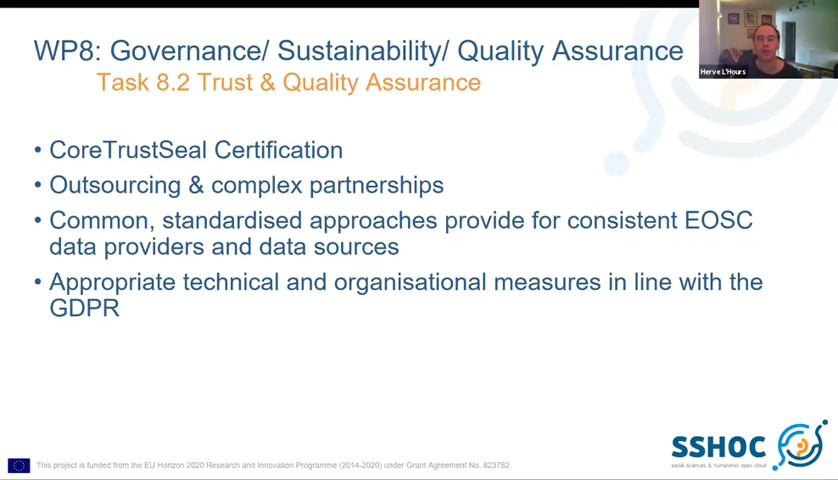 WP8: Governance/ Sustainability/ Quality Assurance
Task 8.2 Trust & Quality Assurance
Herve L'Hours
• CoreTrustSeal Certification
• Outsourcing & complex partnerships
• Common, standardised approaches provide for consistent EOSC
data providers and data sources
• Appropriate technical and organisational measures in line with the
GDPR
SSHOC
social sciences & humanities open cloud
This project is funded from the EU Horizon 2020 Research and Innovation Programme (2014-2020) under Grant Agreement No. 823782